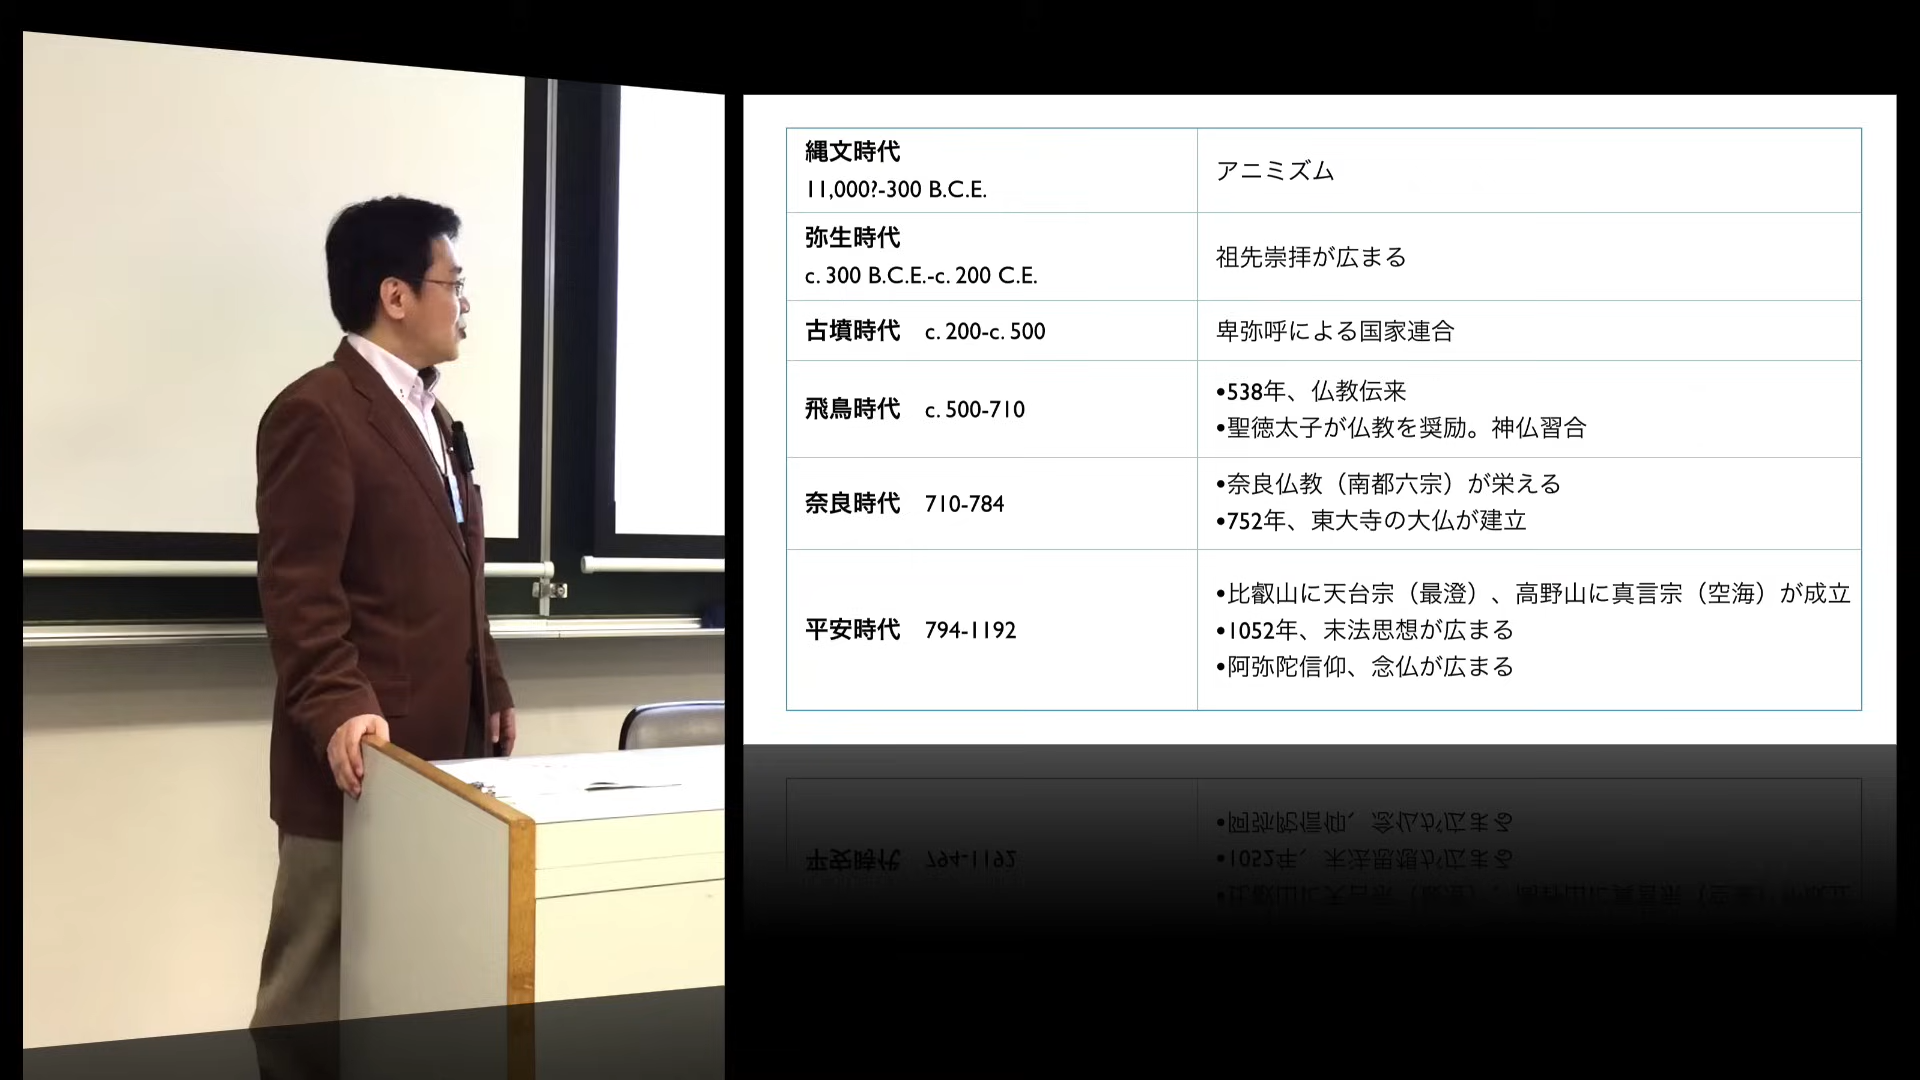 縄文時代
11,000?-300 B.C.E.
アニミズム
弥生時代
c. 300 B.C.E.-c. 200 C.E.
祖先崇拝が広まる
古墳時代 c. 200-c. 500
卑弥呼による国家連合
飛鳥時代 c. 500-710
•538年、仏教伝来
•聖徳太子が仏教を奨励。神仏習合
奈良時代 710-784
•奈良仏教（南都六宗）が栄える
•752年、東大寺の大仏が建立
平安時代 794-1192
•比叡山に天台宗（最澄）、高野山に真言宗（空海）が成立
•1052年、末法思想が広まる
•阿弥陀信仰、念仏が広まる